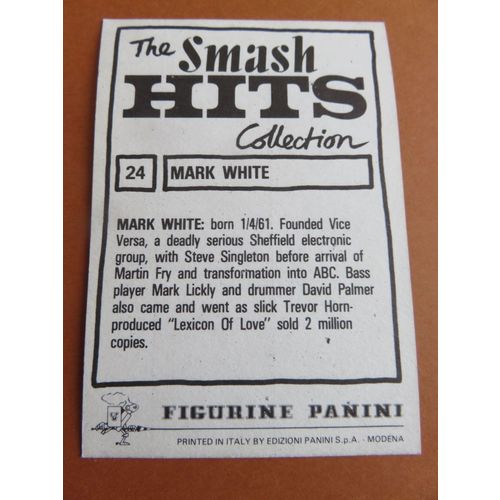 The Smash
HITS
Collection
24 MARK WHITE
MARK WHITE: born 1/4/61. Founded Vice
Versa, a deadly serious Sheffield electronic
group, with Steve Singleton before arrival of
Martin Fry and transformation into ABC. Bass
player Mark Lickly and drummer David Palmer
also came and went as slick Trevor Horn-
produced "Lexicon Of Love" sold 2 million
copies.
FIGURINE PANINI
PRINTED IN ITALY BY EDIZIONI PANINI S.p.A. - MODENA